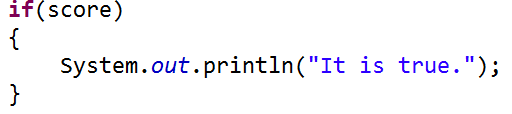 if(score)
{
    System.out.println("It is true.");
}